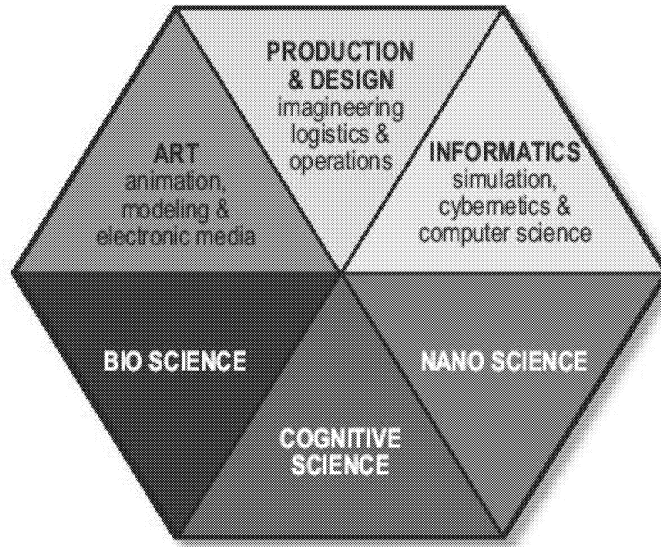 PRODUCTION
& DESIGN
imagineering
logistics &
operations
ART
animation,
modeling &
electronic media
INFORMATICS
simulation,
cybernetics &
computer science
BIO SCIENCE
NANO SCIENCE
COGNITIVE
SCIENCE